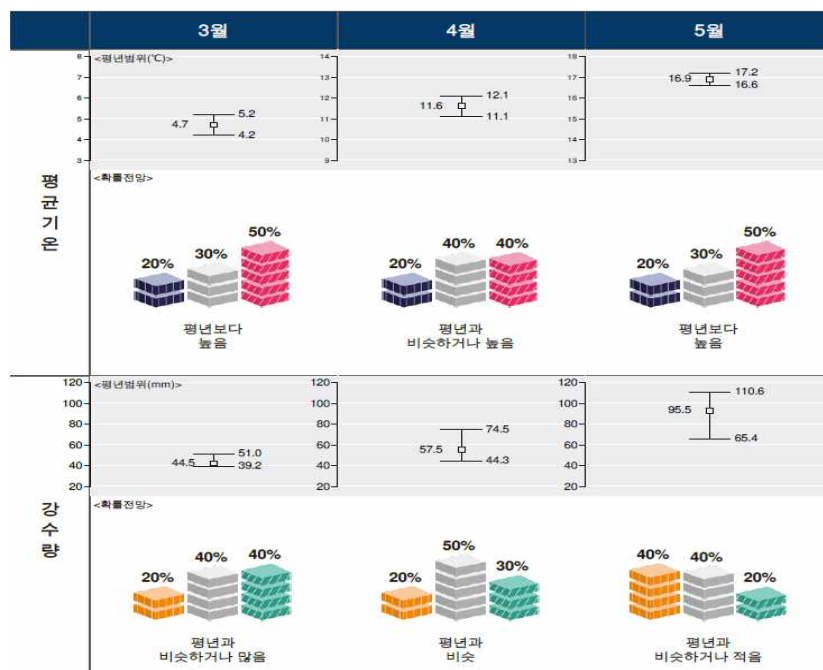 3월 4월 5월
평균기온
<평년범위(℃)>
8 7 6 5 4 3
5.2
4.7
4.2
14 13 12 11 10 9
12.1
11.6
11.1
18 17 16 15 14 13
17.2
16.9
16.6
<확률전망>
20% 30% 50%
평년보다
높음
20% 40% 40%
평년과
비슷하거나 높음
20% 30% 50%
평년보다
높음
강수량
<평년범위(mm)>
120 100 80 60 40 20
51.0
44.5
39.2
120 100 80 60 40 20
74.5
57.5
44.3
120 100 80 60 40 20
110.6
95.5
65.4
<확률전망>
20% 40% 40%
평년과
비슷하거나 많음
20% 50% 30%
평년과
비슷
40% 40% 20%
평년과
비슷하거나 적음